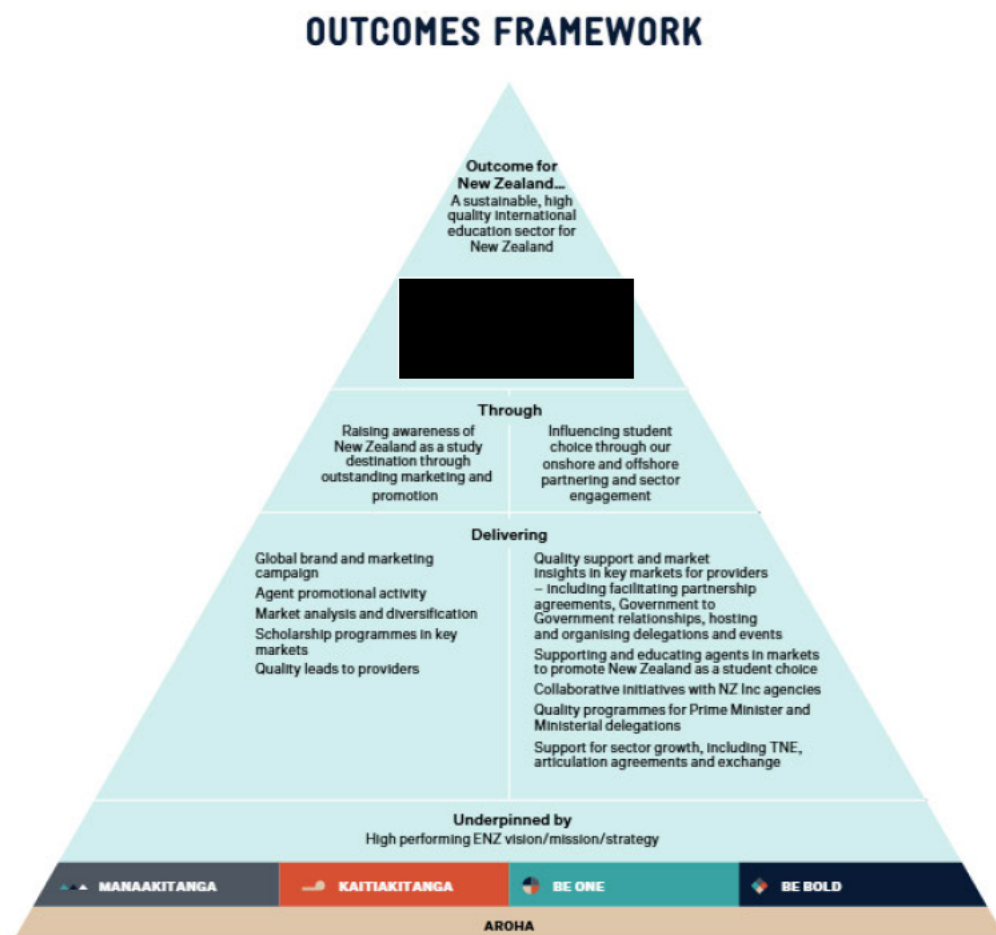 OUTCOMES FRAMEWORK
Outcome for
New Zealand...
A sustainable, high
quality international
education sector for
New Zealand
Through
Raising awareness of
New Zealand as a study
destination through
outstanding marketing and
promotion
Influencing student
choice through our
onshore and offshore
partnering and sector
engagement
Delivering
Global brand and marketing
campaign
Agent promotional activity
Market analysis and diversification
Scholarship programmes in key
markets
Quality leads to providers
Quality support and market
insights in key markets for providers
– including facilitating partnership
agreements, Government to
Government relationships, hosting
and organising delegations and events
Supporting and educating agents in markets
to promote New Zealand as a student choice
Collaborative initiatives with NZ Inc agencies
Quality programmes for Prime Minister and
Ministerial delegations
Support for sector growth, including TNE,
articulation agreements and exchange
Underpinned by
High performing ENZ vision/mission/strategy
MANAAKITANGA
KAITIAKITANGA
BE ONE
BE BOLD
AROHA